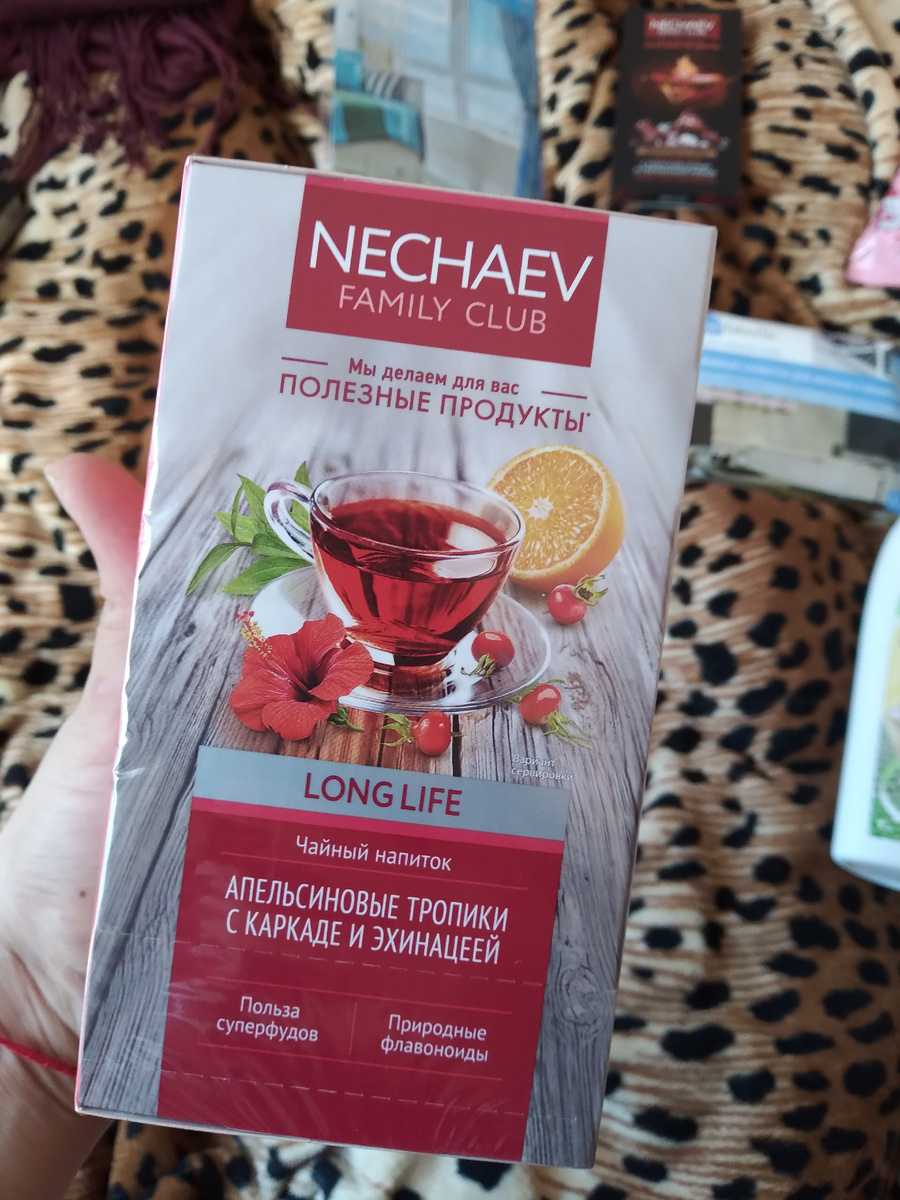 NECHAEV
FAMILY CLUB
Мы делаем для вас
ПОЛЕЗНЫЕ ПРОДУКТЫ*
Вариант
сервировки
LONG LIFE
Чайный напиток
АПЕЛЬСИНОВЫЕ ТРОПИКИ
С КАРКАДЕ И ЭХИНАЦЕЕЙ
Польза
суперфудов
Природные
флавоноиды
NECHAEV